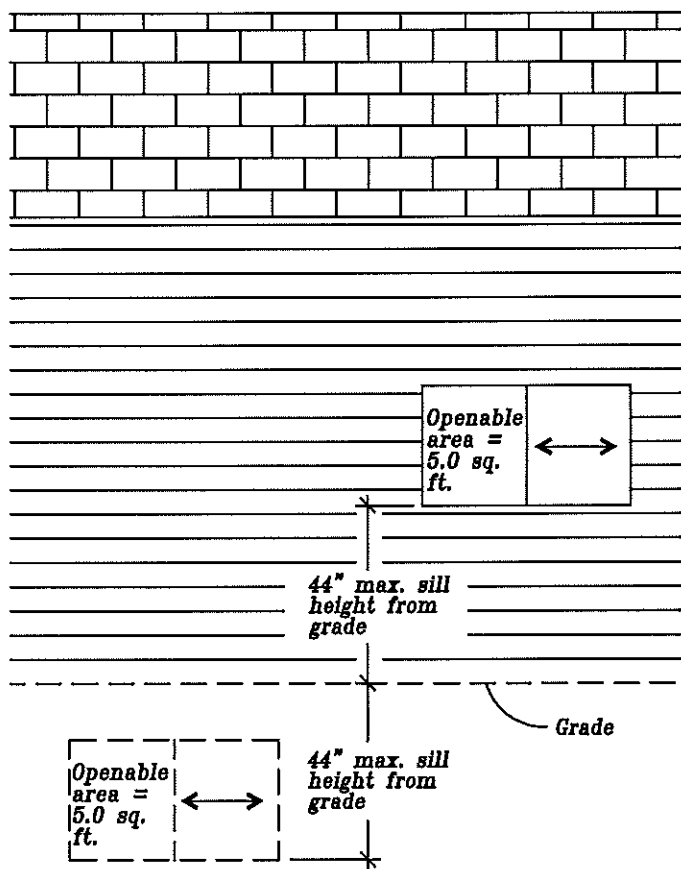 Openable
area =
5.0 sq.
ft.
44" max. sill
height from
grade
Grade
44" max. sill
height from
grade
Openable
area =
5.0 sq.
ft.